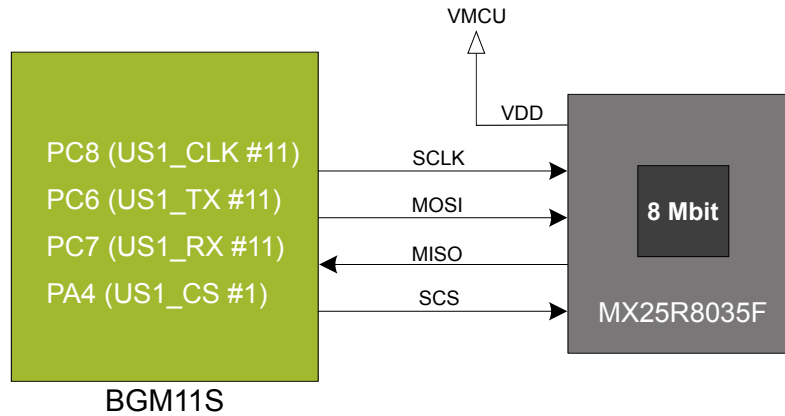 VMCU
VDD
PC8 (US1_CLK #11)
SCLK
PC6 (US1_TX #11)
MOSI
8 Mbit
PC7 (US1_RX #11)
MISO
PA4 (US1_CS #1)
SCS
MX25R8035F
BGM11S